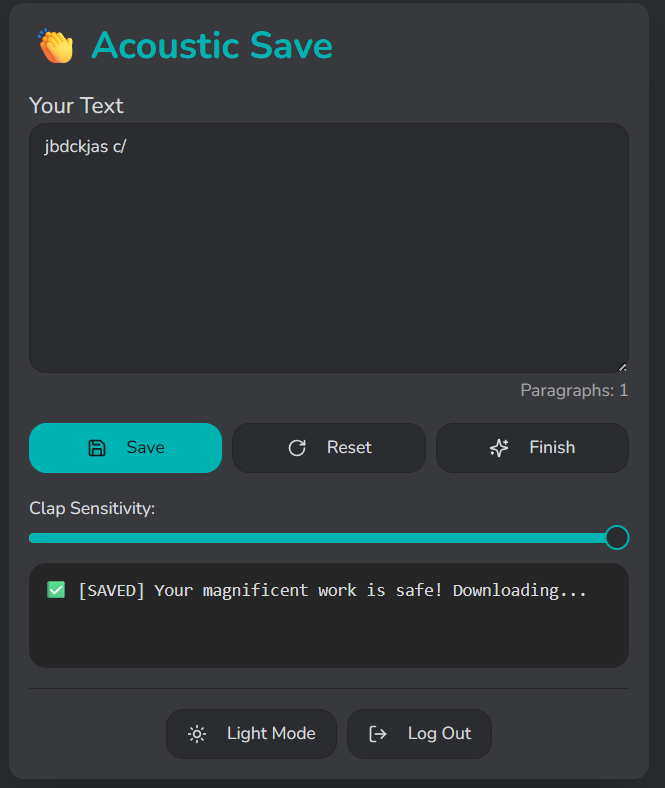 👏 Acoustic Save
Your Text
jbdckjas c/
Paragraphs: 1
Save Reset Finish
Clap Sensitivity:
✅ [SAVED] Your magnificent work is safe! Downloading...
Light Mode Log Out